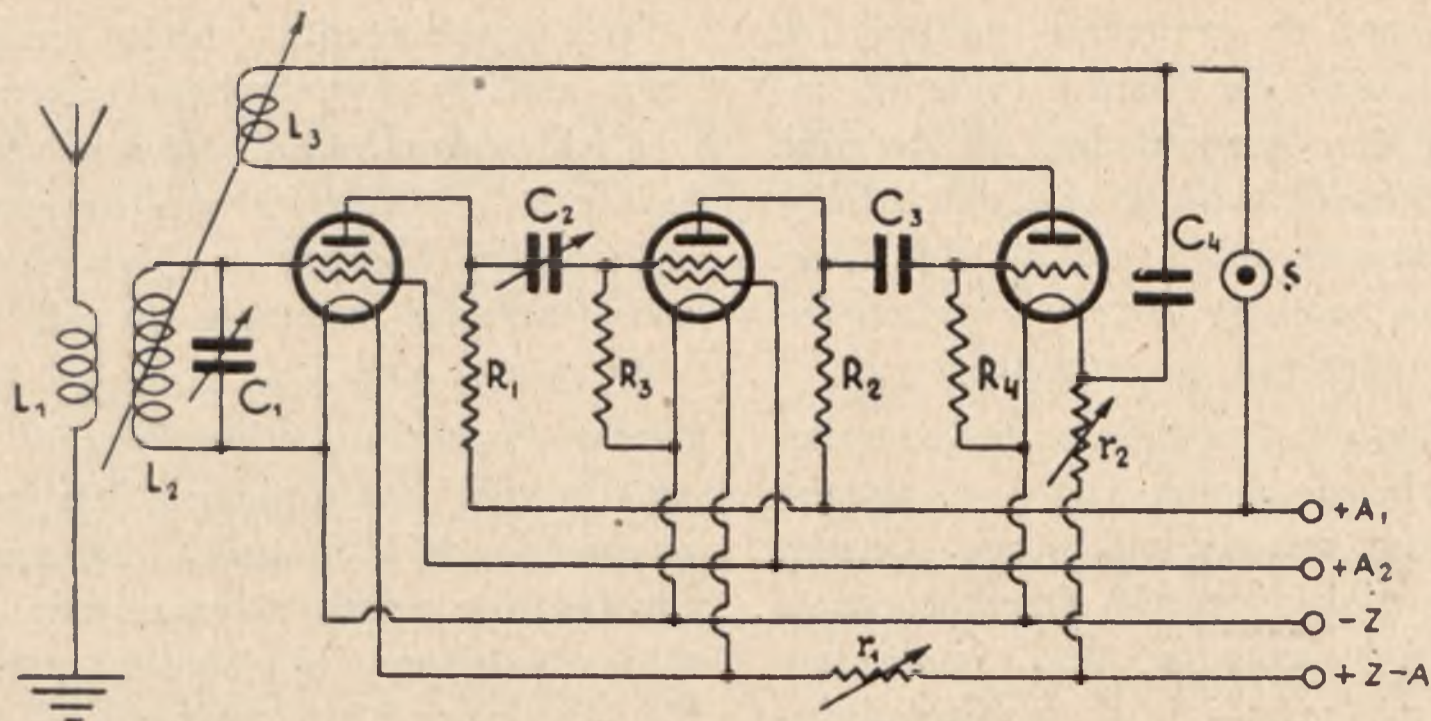 L₃
C₂
C₃
C₄
S
L₁
L₂
C₁
R₁
R₃
R₂
R₄
r₂
+A₁
+A₂
-Z
r₁
+Z-A